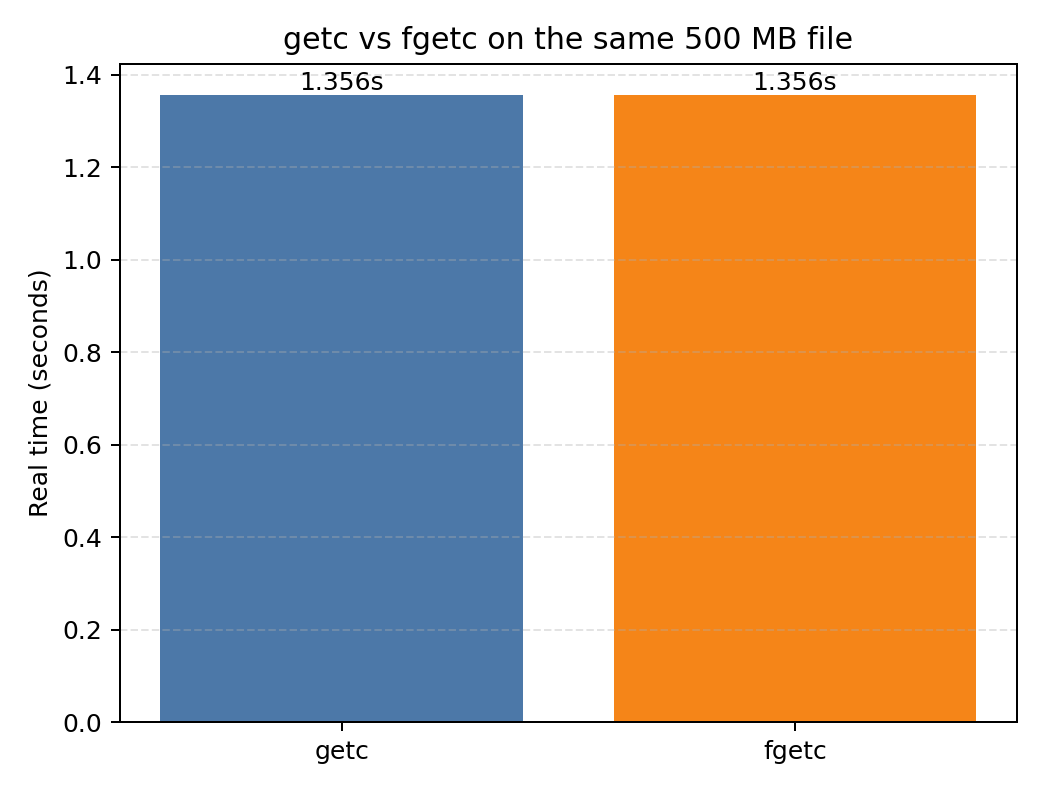 getc vs fgetc on the same 500 MB file
1.356s 1.356s
Real time (seconds)
1.4
1.2
1.0
0.8
0.6
0.4
0.2
0.0
getc fgetc